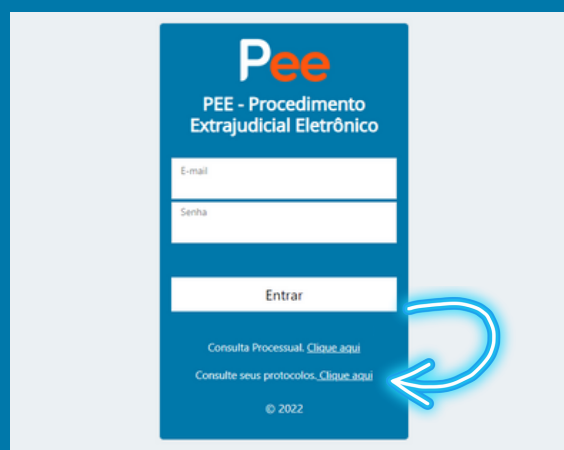 Pee
PEE - Procedimento
Extrajudicial Eletrônico
E-mail
Senha
Entrar
Consulta Processual. Clique aqui
Consulte seus protocolos. Clique aqui
© 2022